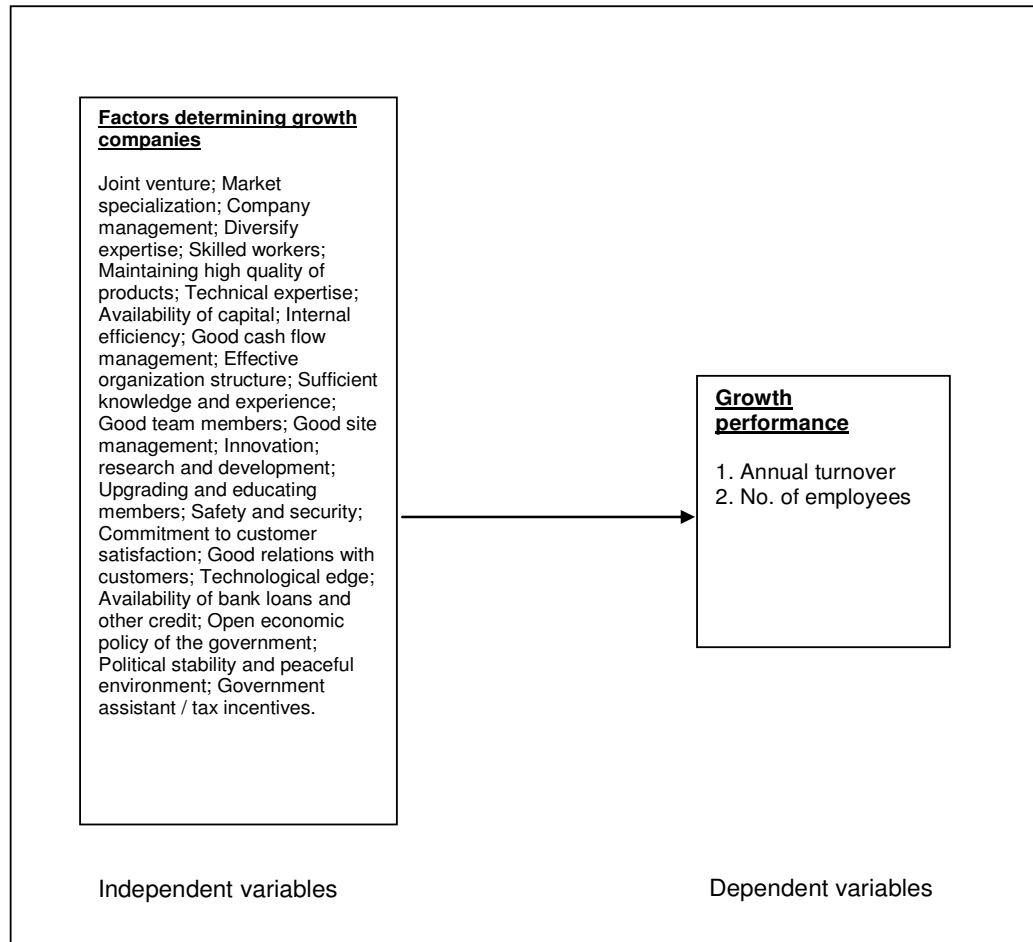 Factors determining growth
companies
Joint venture; Market
specialization; Company
management; Diversify
expertise; Skilled workers;
Maintaining high quality of
products; Technical expertise;
Availability of capital; Internal
efficiency; Good cash flow
management; Effective
organization structure; Sufficient
knowledge and experience;
Good team members; Good site
management; Innovation;
research and development;
Upgrading and educating
members; Safety and security;
Commitment to customer
satisfaction; Good relations with
customers; Technological edge;
Availability of bank loans and
other credit; Open economic
policy of the government;
Political stability and peaceful
environment; Government
assistant / tax incentives.
Growth
performance
1. Annual turnover
2. No. of employees
Independent variables
Dependent variables